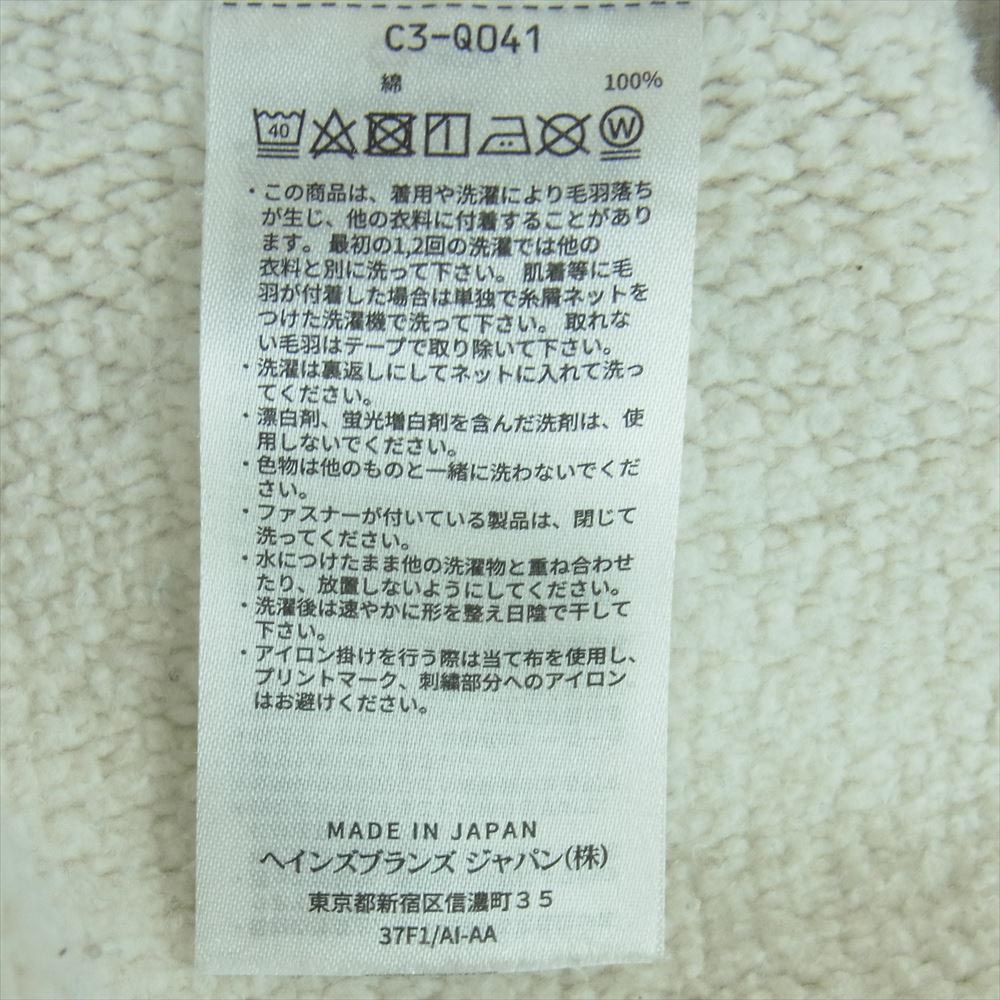 C3-Q041
綿 100%
40 W
・この商品は、着用や洗濯により毛羽落ち
が生じ、他の衣料に付着することがあり
ます。最初の1,2回の洗濯では他の
衣料と別に洗って下さい。肌着等に毛
羽が付着した場合は単独で糸屑ネットを
つけた洗濯機で洗って下さい。取れな
い毛羽はテープで取り除いて下さい。
・洗濯は裏返しにしてネットに入れて洗っ
てください。
・漂白剤、蛍光増白剤を含んだ洗剤は、使
用しないでください。
・色物は他のものと一緒に洗わないでくだ
さい。
・ファスナーが付いている製品は、閉じて
洗ってください。
・水につけたまま他の洗濯物と重ね合わせ
たり、放置しないようにしてください。
・洗濯後は速やかに形を整え日陰で干して
下さい。
・アイロン掛けを行う際は当て布を使用し、
プリントマーク、刺繍部分へのアイロン
はお避けください。
MADE IN JAPAN
ヘインズブランズ ジャパン(株)
東京都新宿区信濃町３５
37F1/AI-AA